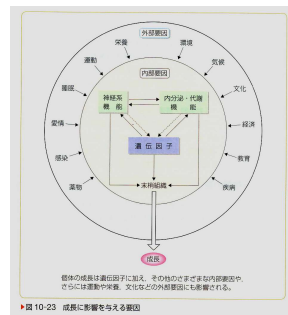 外部要因
栄養
環境
運動
気候
内部要因
睡眠
文化
神経系
機能
内分泌・代謝
機能
愛情
経済
遺伝因子
感染
教育
末梢組織
薬物
疾病
成長
個体の成長は遺伝因子に加え,その他のさまざまな内部要因や,
さらには運動や栄養,文化などの外部要因にも影響される。
▶図 10-23 成長に影響を与える要因